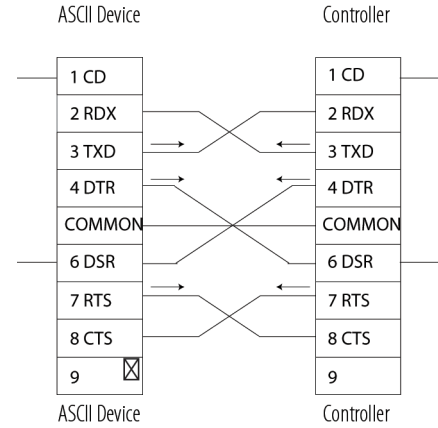 ASCII Device Controller
1 CD 1 CD
2 RDX 2 RDX
3 TXD 3 TXD
4 DTR 4 DTR
COMMON COMMON
6 DSR 6 DSR
7 RTS 7 RTS
8 CTS 8 CTS
9 9
ASCII Device Controller